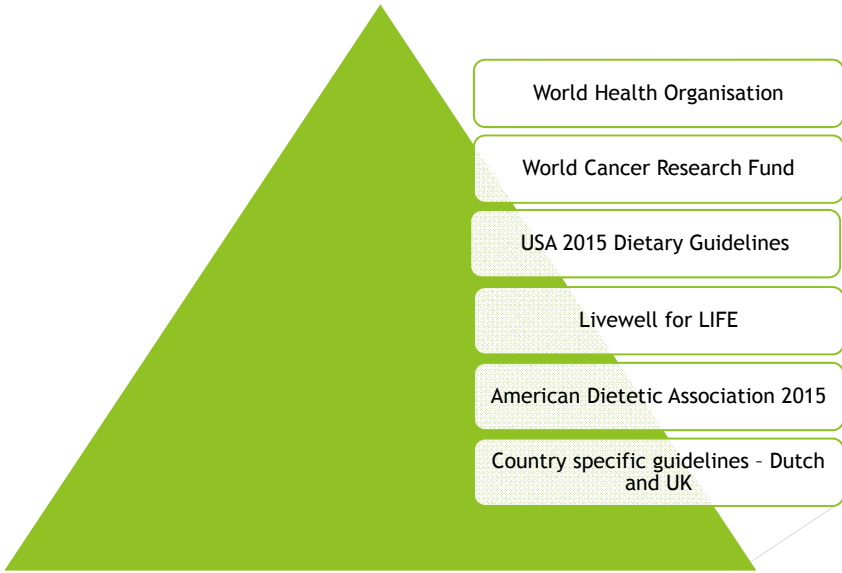 World Health Organisation
World Cancer Research Fund
USA 2015 Dietary Guidelines
Livewell for LIFE
American Dietetic Association 2015
Country specific guidelines – Dutch
and UK